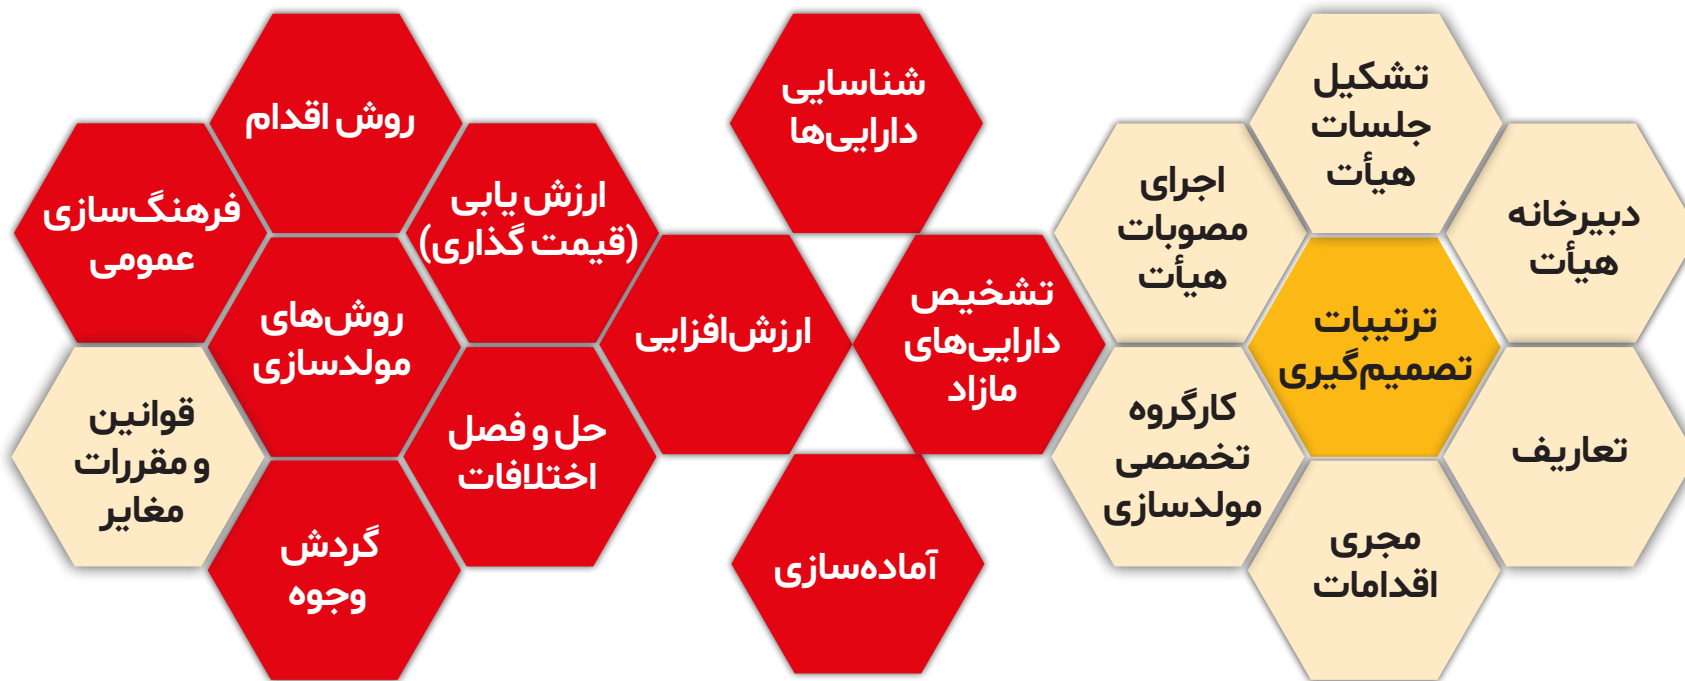 تشکیل
جلسات
هیأت
دبیرخانه
هیأت
اجرای
مصوبات
هیأت
ترتیبات
تصمیم‌گیری
تعاریف
کارگروه
تخصصی
مولدسازی
مجری
اقدامات
شناسایی
دارایی‌ها
تشخیص
دارایی‌های
مازاد
آماده‌سازی
ارزش‌افزایی
ارزش یابی
(قیمت گذاری)
روش اقدام
فرهنگ‌سازی
عمومی
روش‌های
مولدسازی
حل و فصل
اختلافات
قوانین
و مقررات
مغایر
گردش
وجوه